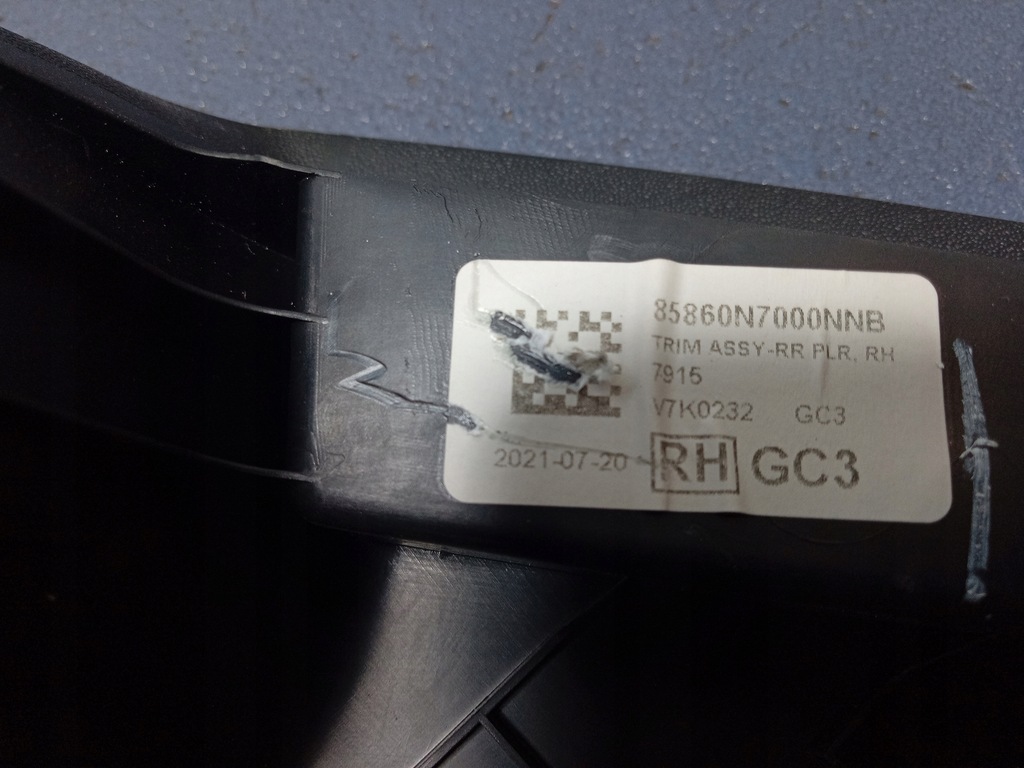 85860N7000NNB
TRIM ASSY-RR PLR, RH
7915
V7K0232 GC3
2021-07-20 RH GC3